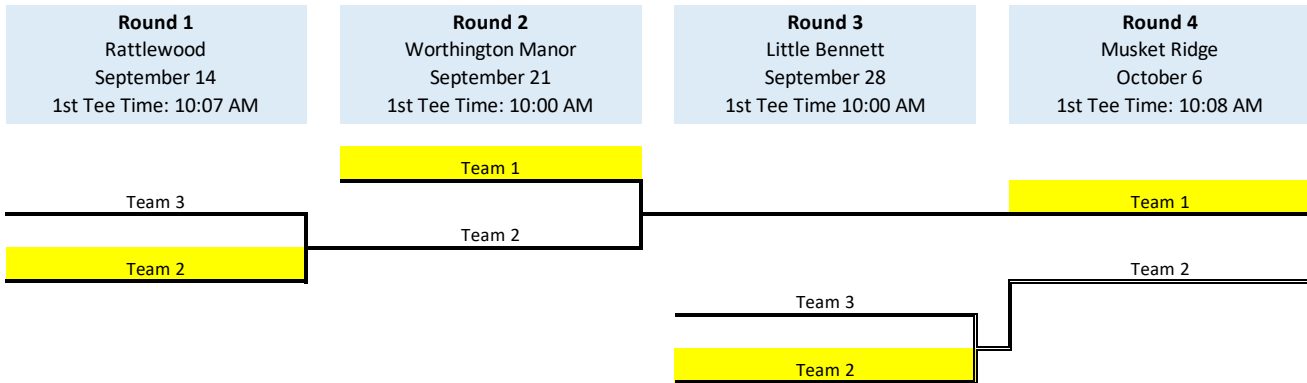 Round 1
Rattlewood
September 14
1st Tee Time: 10:07 AM
Round 2
Worthington Manor
September 21
1st Tee Time: 10:00 AM
Round 3
Little Bennett
September 28
1st Tee Time 10:00 AM
Round 4
Musket Ridge
October 6
1st Tee Time: 10:08 AM
Team 3
Team 2
Team 1
Team 2
Team 3
Team 2
Team 1
Team 2